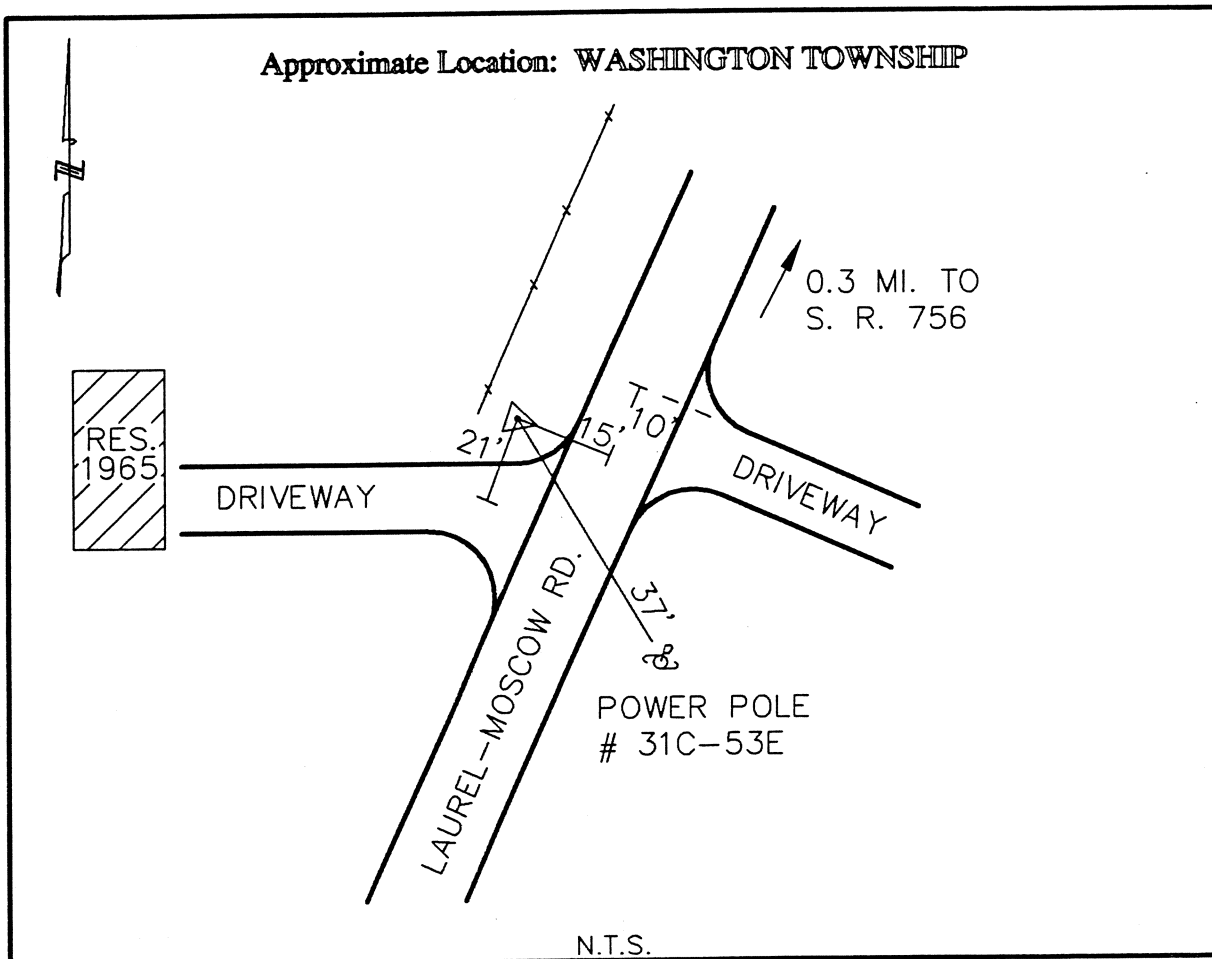 Approximate Location: WASHINGTON TOWNSHIP
N
0.3 MI. TO
S. R. 756
RES.
1965
21'
15'
10'
DRIVEWAY
DRIVEWAY
37'
LAUREL-MOSCOW RD.
POWER POLE
# 31C-53E
N.T.S.